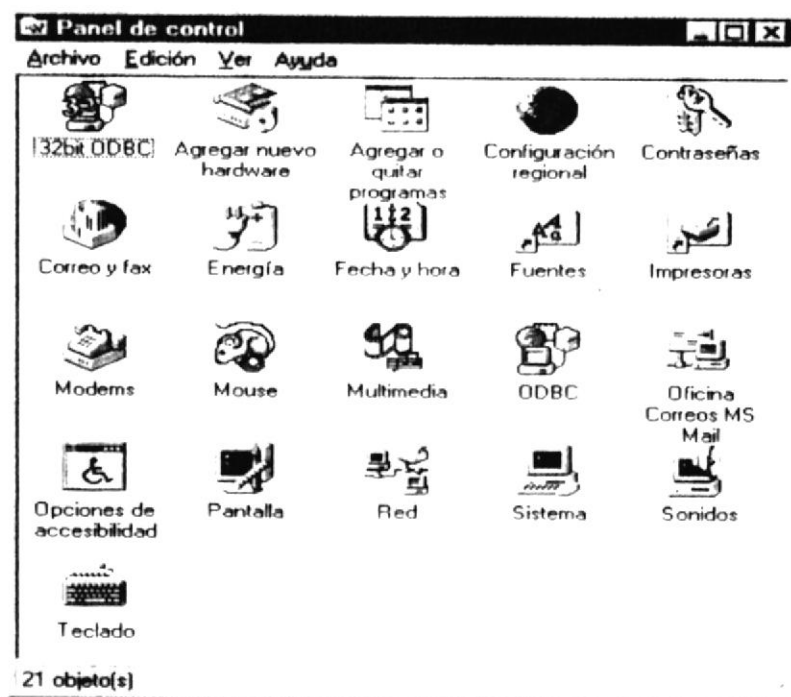 Panel de control
Archivo Edición Ver Ayuda
32bit ODBC
Agregar nuevo
hardware
Agregar o
quitar
programas
Configuración
regional
Contraseñas
Correo y fax
Energía
Fecha y hora
Fuentes
Impresoras
Modems
Mouse
Multimedia
ODBC
Oficina
Correos MS
Mail
Opciones de
accesibilidad
Pantalla
Red
Sistema
Sonidos
Teclado
21 objeto(s)